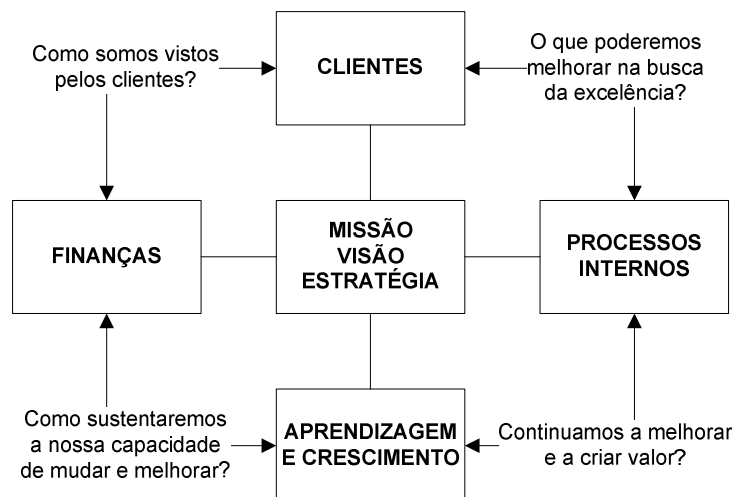 Como somos vistos
pelos clientes?
CLIENTES
O que poderemos
melhorar na busca
da excelência?
FINANÇAS
MISSÃO
VISÃO
ESTRATÉGIA
PROCESSOS
INTERNOS
Como sustentaremos
a nossa capacidade
de mudar e melhorar?
APRENDIZAGEM
E CRESCIMENTO
Continuamos a melhorar
e a criar valor?